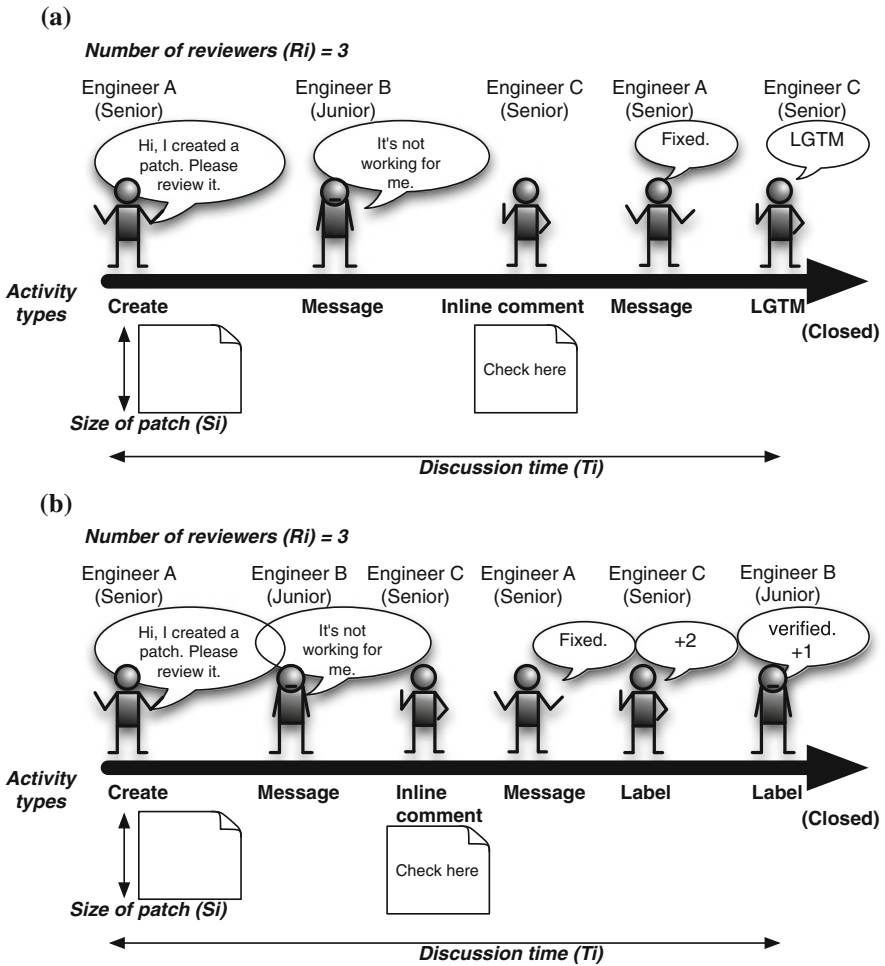 (a)
Number of reviewers (Ri) = 3
Engineer A
(Senior)
Engineer B
(Junior)
Engineer C
(Senior)
Engineer A
(Senior)
Engineer C
(Senior)
Hi, I created a
patch. Please
review it.
It's not
working for
me.
Fixed.
LGTM
Activity
types
Create
Message
Inline comment
Message
LGTM
(Closed)
Check here
Size of patch (Si)
Discussion time (Ti)
(b)
Number of reviewers (Ri) = 3
Engineer A
(Senior)
Engineer B
(Junior)
Engineer C
(Senior)
Engineer A
(Senior)
Engineer C
(Senior)
Engineer B
(Junior)
Hi, I created a
patch. Please
review it.
It's not
working for
me.
Fixed.
+2
verified.
+1
Activity
types
Create
Message
Inline
comment
Message
Label
Label
(Closed)
Check here
Size of patch (Si)
Discussion time (Ti)